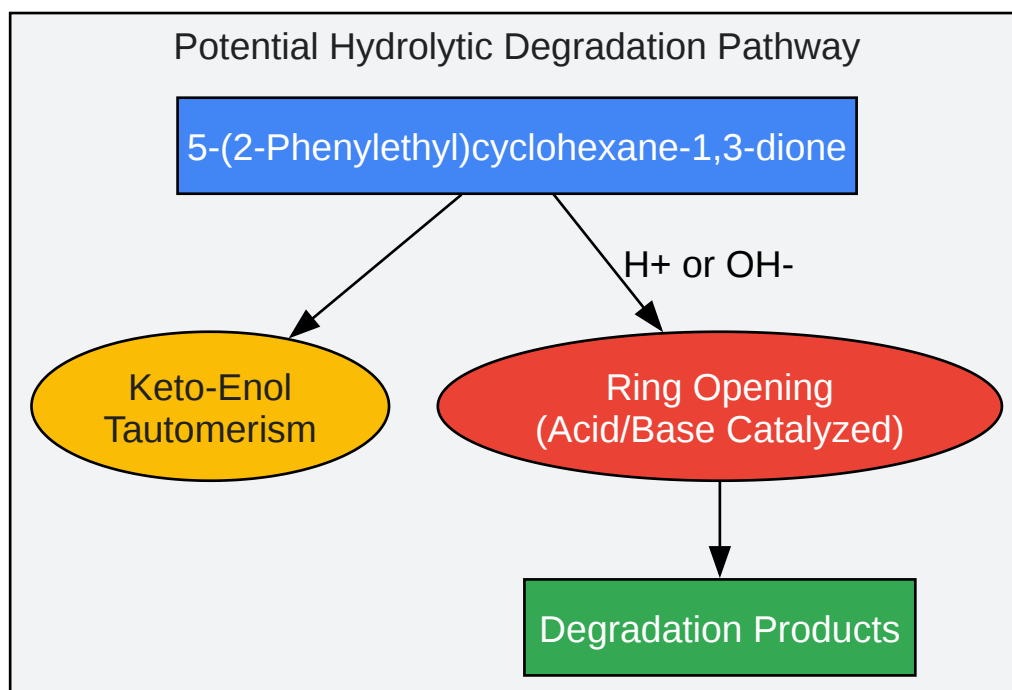 Potential Hydrolytic Degradation Pathway
5-(2-Phenylethyl)cyclohexane-1,3-dione
H+ or OH-
Keto-Enol
Tautomerism
Ring Opening
(Acid/Base Catalyzed)
Degradation Products